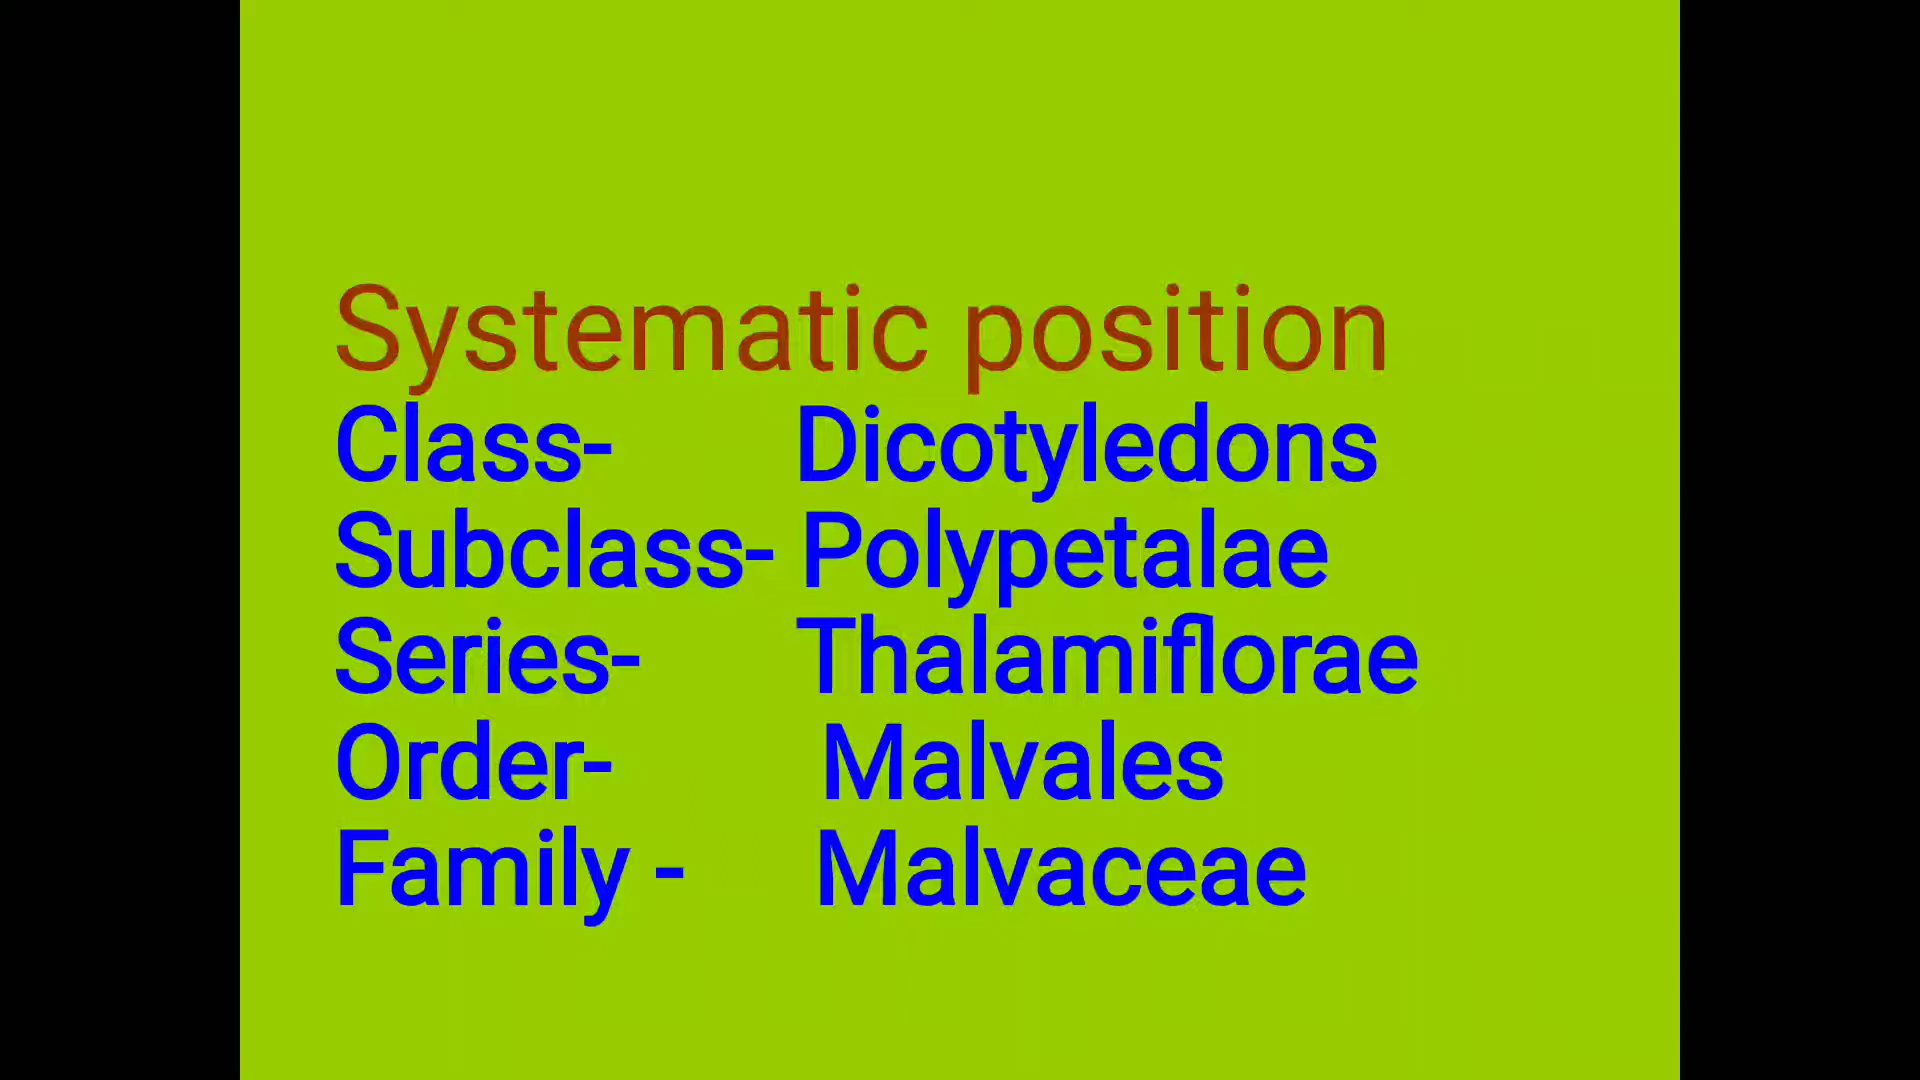 Systematic position
Class- Dicotyledons
Subclass- Polypetalae
Series- Thalamiflorae
Order- Malvales
Family - Malvaceae